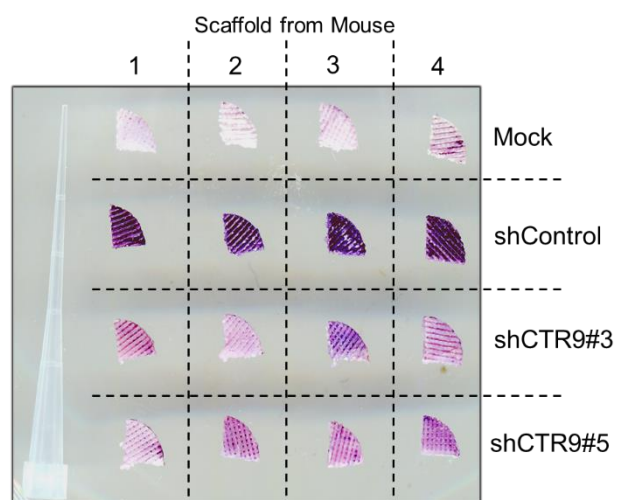 Scaffold from Mouse
1 2 3 4
Mock
shControl
shCTR9#3
shCTR9#5